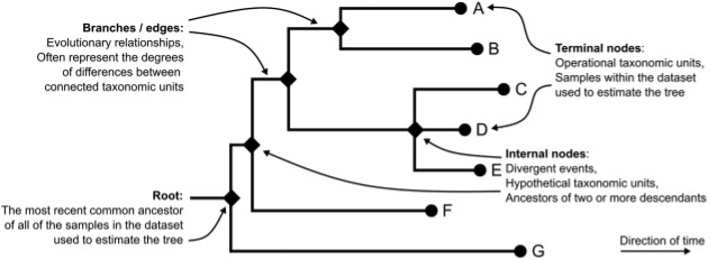 Branches / edges:
Evolutionary relationships,
Often represent the degrees
of differences between
connected taxonomic units
A
B
Terminal nodes:
Operational taxonomic units,
Samples within the dataset
used to estimate the tree
C
D
E
Internal nodes:
Divergent events,
Hypothetical taxonomic units,
Ancestors of two or more descendants
Root:
The most recent common ancestor
of all of the samples in the dataset
used to estimate the tree
F
G
Direction of time